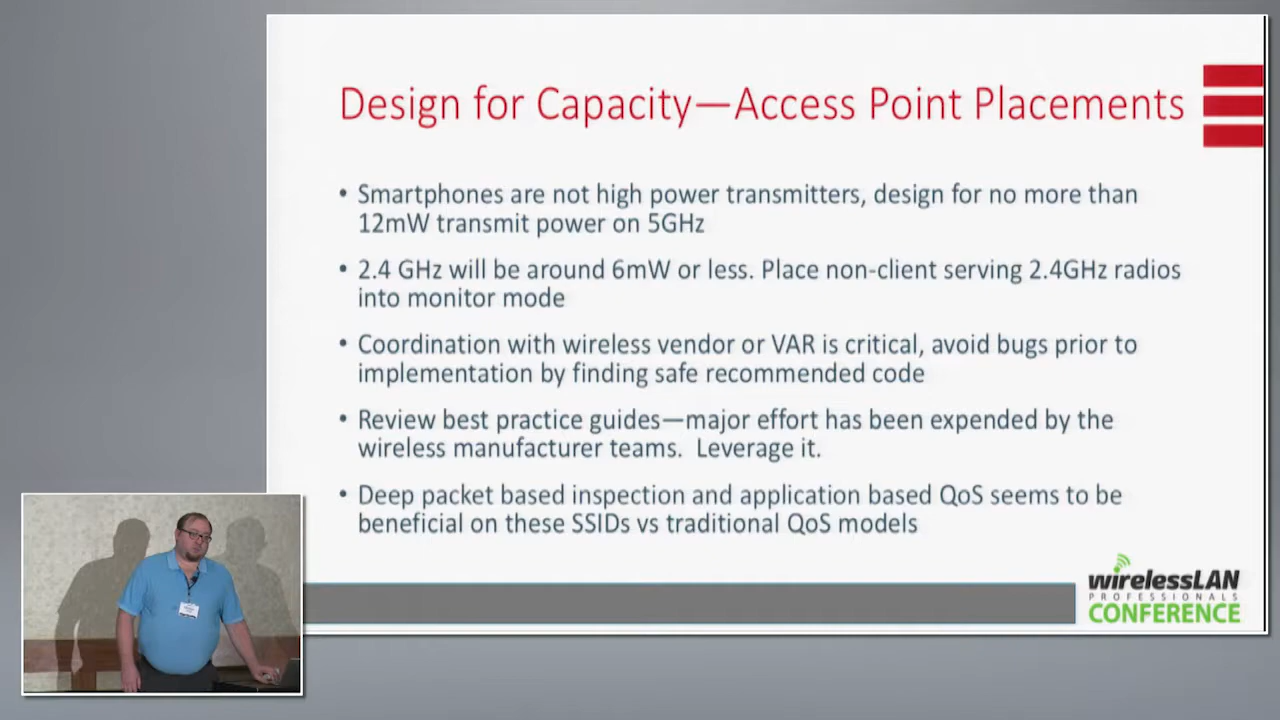 Design for Capacity—Access Point Placements
• Smartphones are not high power transmitters, design for no more than
12mW transmit power on 5GHz
• 2.4 GHz will be around 6mW or less. Place non-client serving 2.4GHz radios
into monitor mode
• Coordination with wireless vendor or VAR is critical, avoid bugs prior to
implementation by finding safe recommended code
• Review best practice guides—major effort has been expended by the
wireless manufacturer teams.  Leverage it.
• Deep packet based inspection and application based QoS seems to be
beneficial on these SSIDs vs traditional QoS models
wirelessLAN
PROFESSIONALS
CONFERENCE